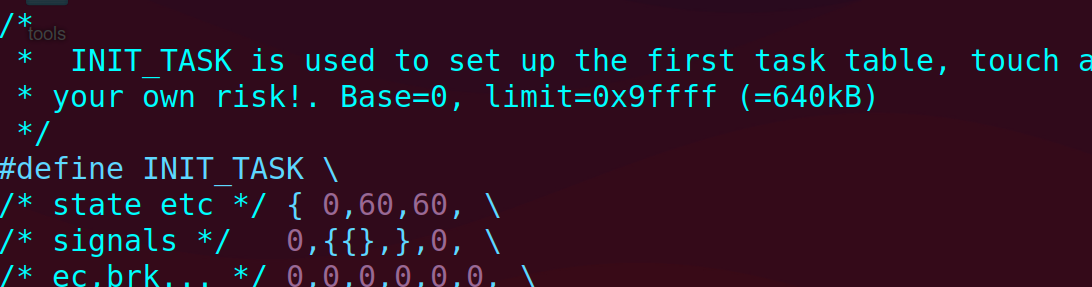 /*
tools
 *  INIT_TASK is used to set up the first task table, touch a
 * your own risk!. Base=0, limit=0x9ffff (=640kB)
 */
#define INIT_TASK \
/* state etc */ { 0,60,60, \
/* signals */   0,{{},},0, \
/* ec,brk... */ 0,0,0,0,0,0, \